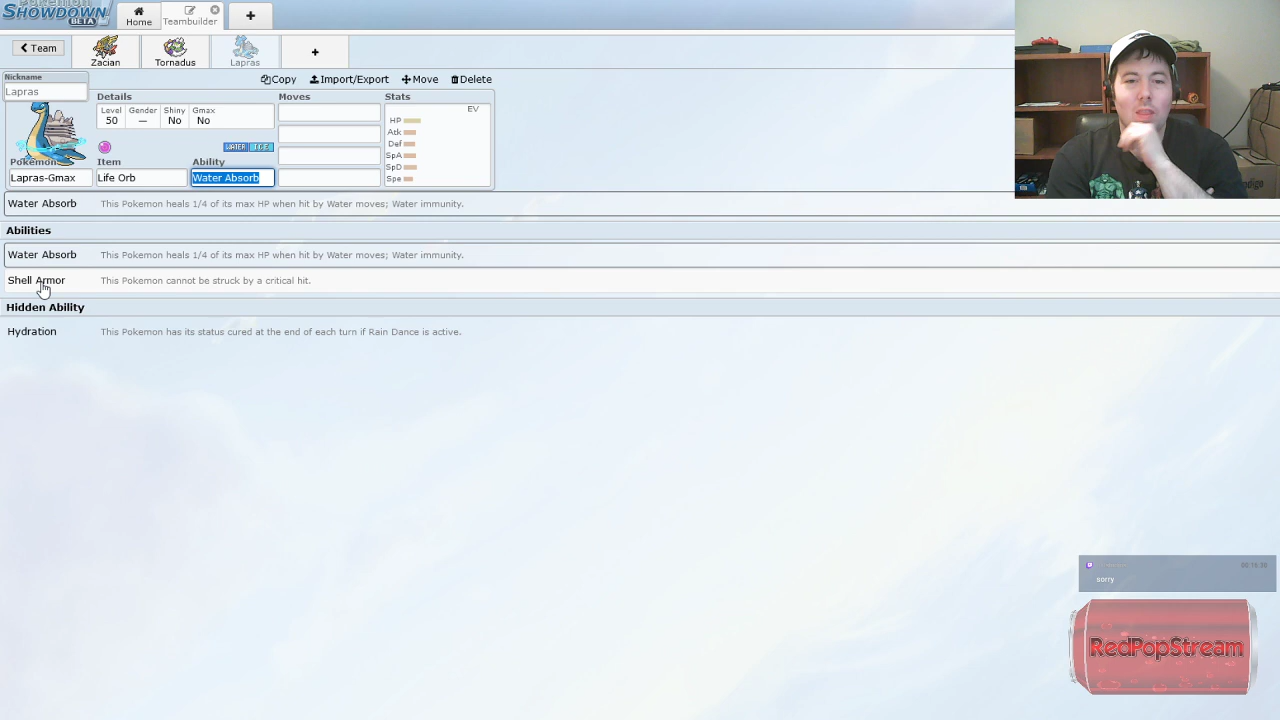 Pokémon
SHOWDOWN
BETA
Home
Teambuilder
+
Team
Zacian
Tornadus
Lapras
+
Nickname
Lapras
Copy
Import/Export
Move
Delete
Details
Level
50
Gender
—
Shiny
No
Gmax
No
Moves
Stats
EV
HP
Atk
Def
SpA
SpD
Spe
WATER ICE
Pokémon
Lapras-Gmax
Item
Life Orb
Ability
Water Absorb
Water Absorb This Pokemon heals 1/4 of its max HP when hit by Water moves; Water immunity.
Abilities
Water Absorb This Pokemon heals 1/4 of its max HP when hit by Water moves; Water immunity.
Shell Armor This Pokemon cannot be struck by a critical hit.
Hidden Ability
Hydration This Pokemon has its status cured at the end of each turn if Rain Dance is active.
sorry
RedPopStream